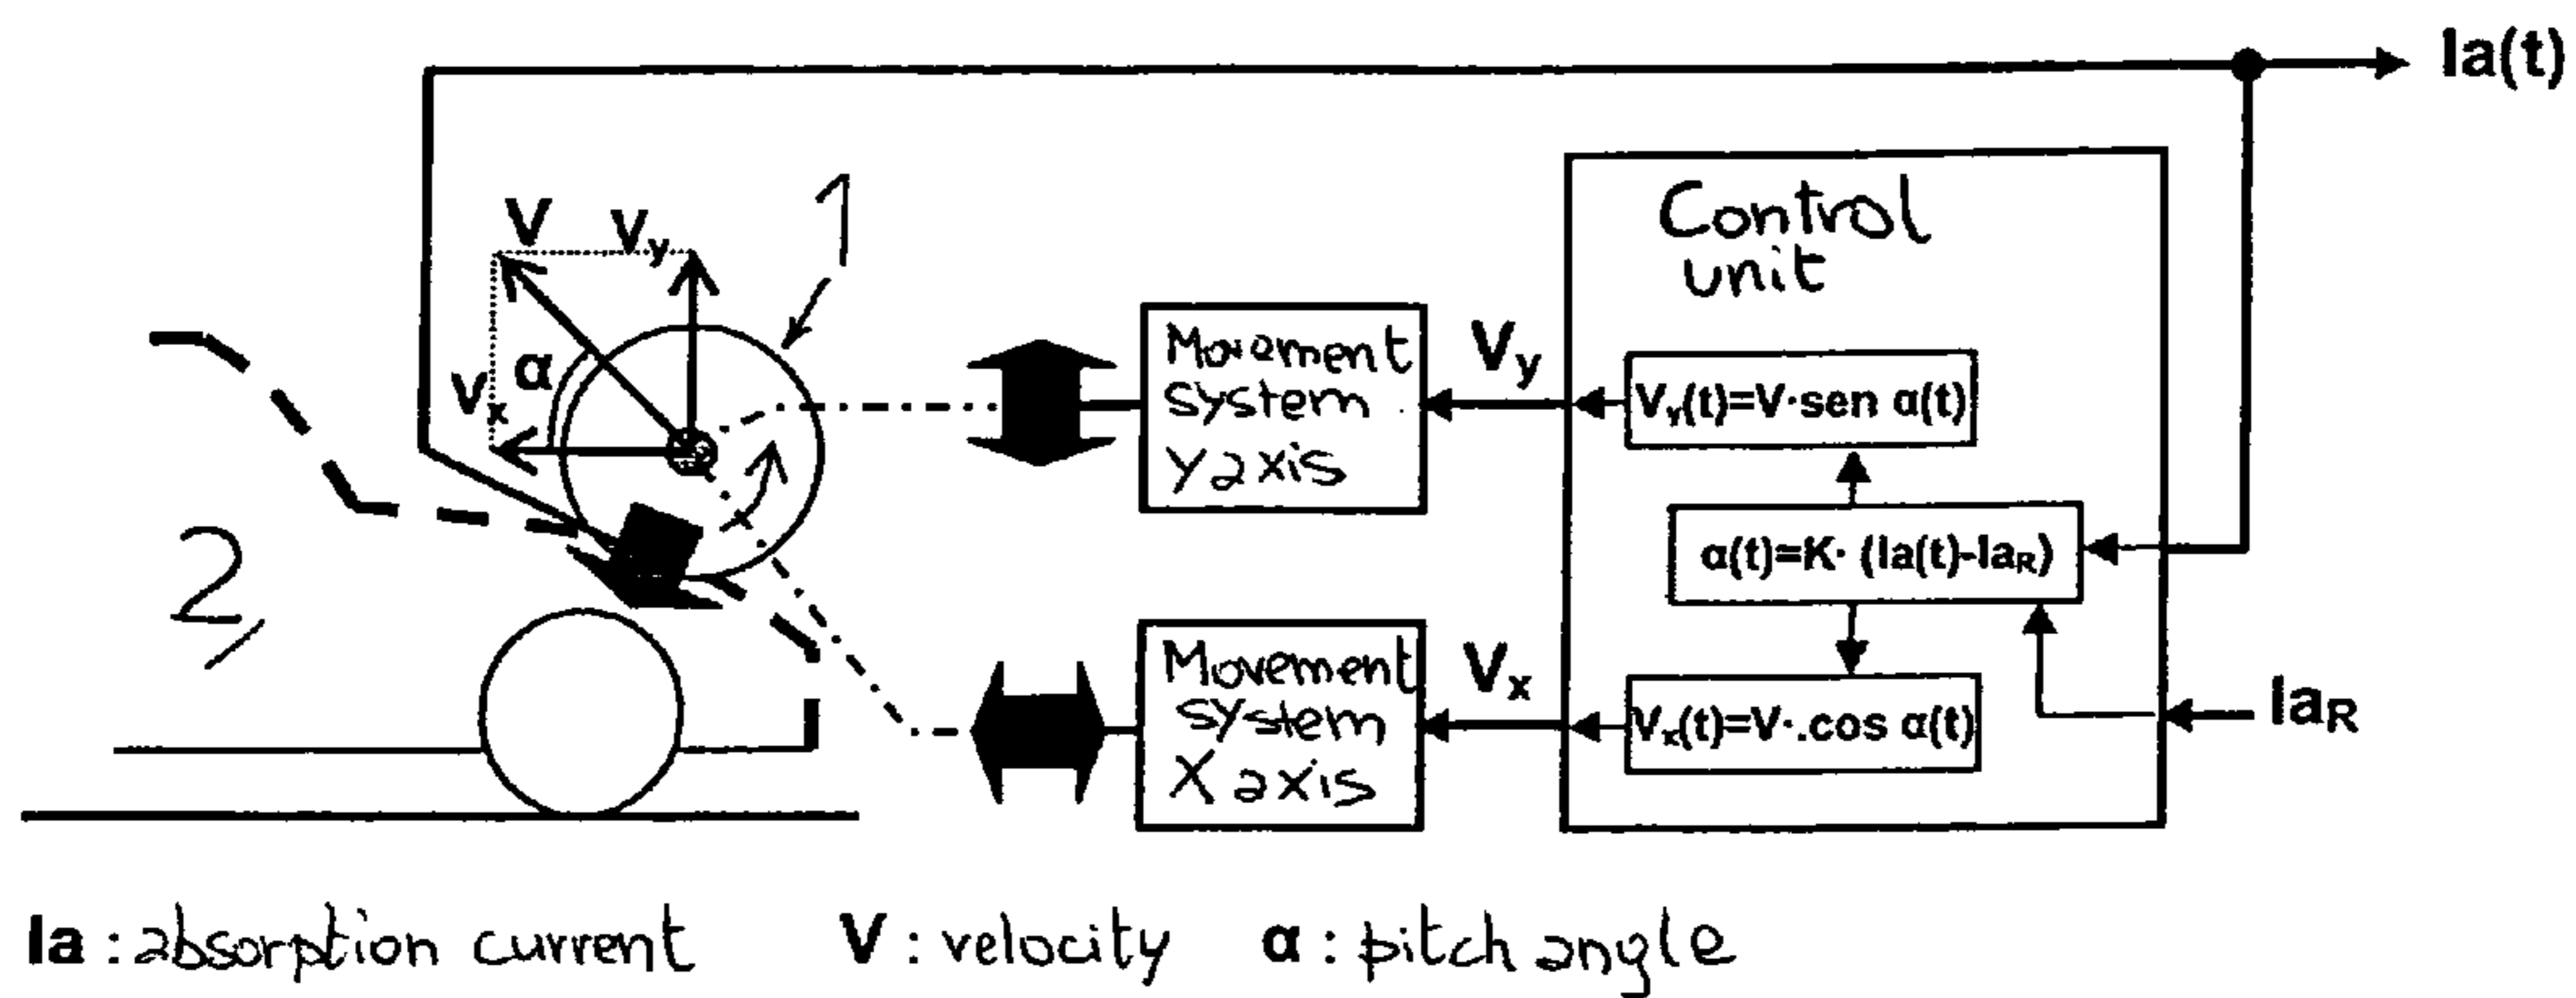 Ia(t)
1
V
Vy
Control
unit
α
Vx
Movement
system
y axis
Vy
Vy(t)=V·sen α(t)
α(t)=K· (Ia(t)-IaR)
2
Movement
system
X axis
Vx
Vx(t)=V·.cos α(t)
IaR
Ia : absorption current V : velocity α : pitch angle